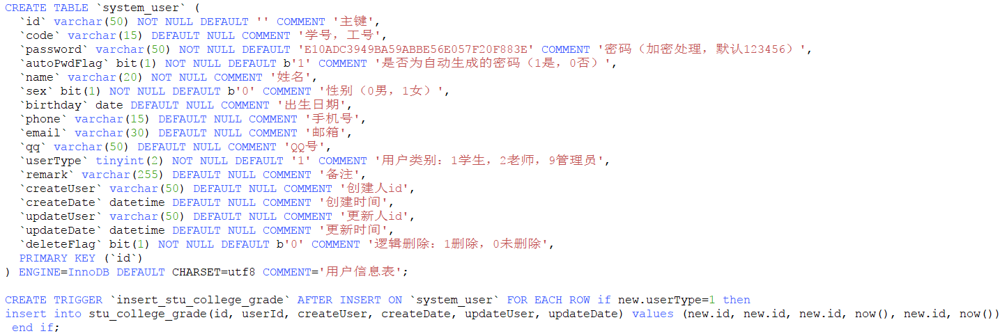 CREATE TABLE `system_user` (
  `id` varchar(50) NOT NULL DEFAULT '' COMMENT '主键',
  `code` varchar(15) DEFAULT NULL COMMENT '学号，工号',
  `password` varchar(50) NOT NULL DEFAULT 'E10ADC3949BA59ABBE56E057F20F883E' COMMENT '密码（加密处理，默认123456）',
  `autoPwdFlag` bit(1) NOT NULL DEFAULT b'1' COMMENT '是否为自动生成的密码（1是，0否）',
  `name` varchar(20) NOT NULL COMMENT '姓名',
  `sex` bit(1) NOT NULL DEFAULT b'0' COMMENT '性别（0男，1女）',
  `birthday` date DEFAULT NULL COMMENT '出生日期',
  `phone` varchar(15) DEFAULT NULL COMMENT '手机号',
  `email` varchar(30) DEFAULT NULL COMMENT '邮箱',
  `qq` varchar(50) DEFAULT NULL COMMENT 'QQ号',
  `userType` tinyint(2) NOT NULL DEFAULT '1' COMMENT '用户类别：1学生，2老师，9管理员',
  `remark` varchar(255) DEFAULT NULL COMMENT '备注',
  `createUser` varchar(50) DEFAULT NULL COMMENT '创建人id',
  `createDate` datetime DEFAULT NULL COMMENT '创建时间',
  `updateUser` varchar(50) DEFAULT NULL COMMENT '更新人id',
  `updateDate` datetime DEFAULT NULL COMMENT '更新时间',
  `deleteFlag` bit(1) NOT NULL DEFAULT b'0' COMMENT '逻辑删除：1删除，0未删除',
  PRIMARY KEY (`id`)
) ENGINE=InnoDB DEFAULT CHARSET=utf8 COMMENT='用户信息表';
CREATE TRIGGER `insert_stu_college_grade` AFTER INSERT ON `system_user` FOR EACH ROW if new.userType=1 then
insert into stu_college_grade(id, userId, createUser, createDate, updateUser, updateDate) values (new.id, new.id, new.id, now(), new.id, now())
 end if;